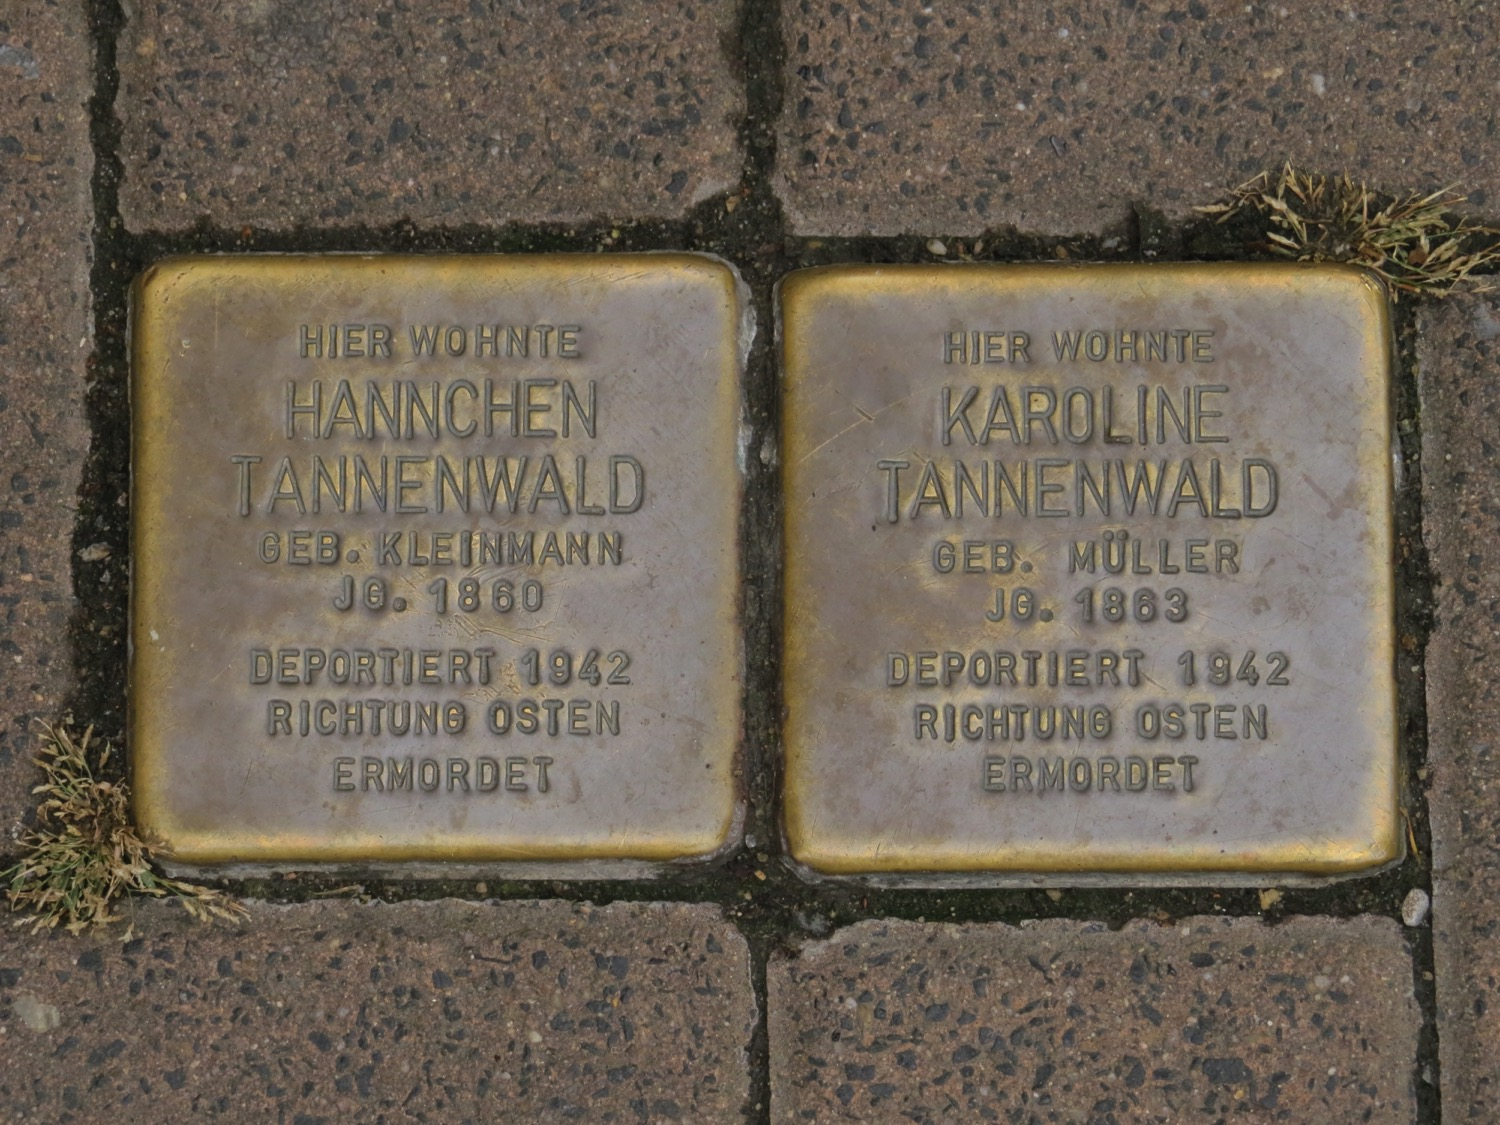 HIER WOHNTE
HANNCHEN
TANNENWALD
GEB. KLEINMANN
JG. 1860
DEPORTIERT 1942
RICHTUNG OSTEN
ERMORDET
HIER WOHNTE
KAROLINE
TANNENWALD
GEB. MÜLLER
JG. 1863
DEPORTIERT 1942
RICHTUNG OSTEN
ERMORDET